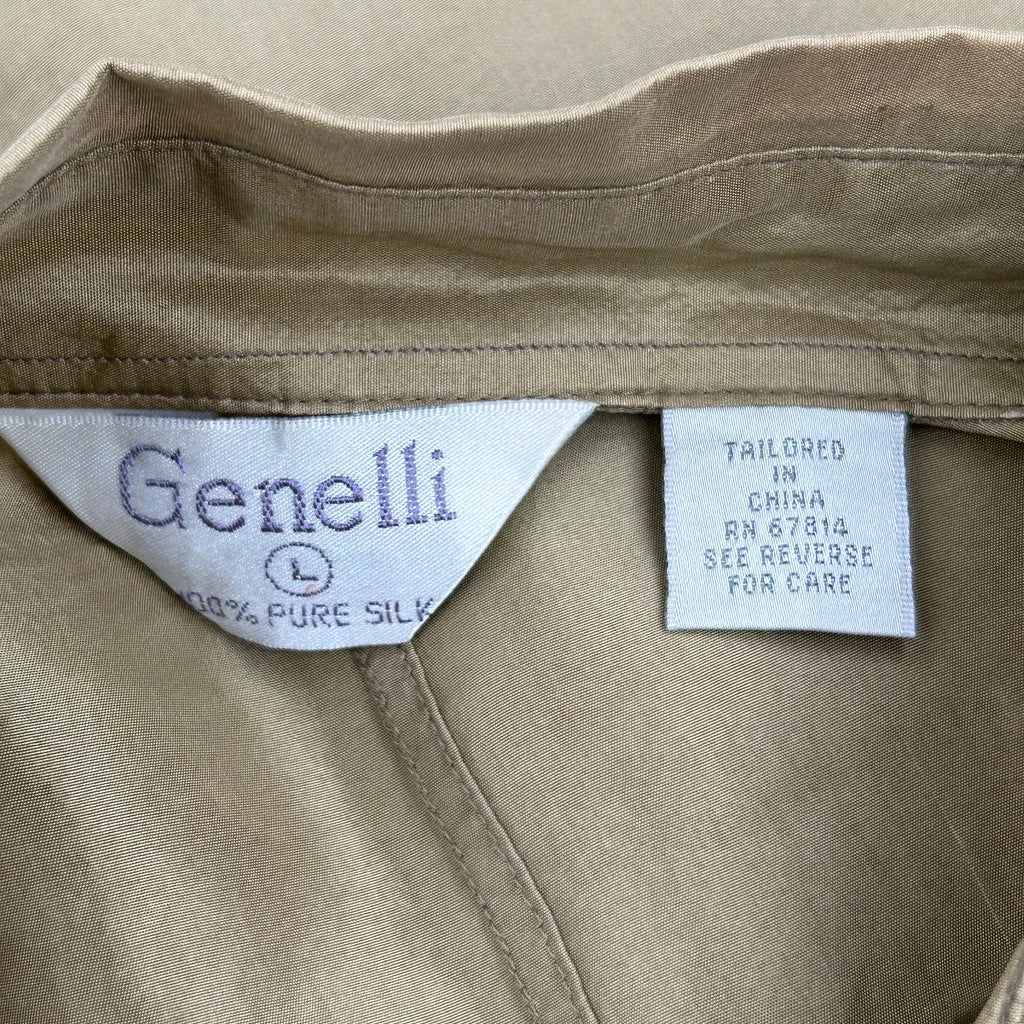 Genelli
L
100% PURE SILK
TAILORED
IN
CHINA
RN 67814
SEE REVERSE
FOR CARE